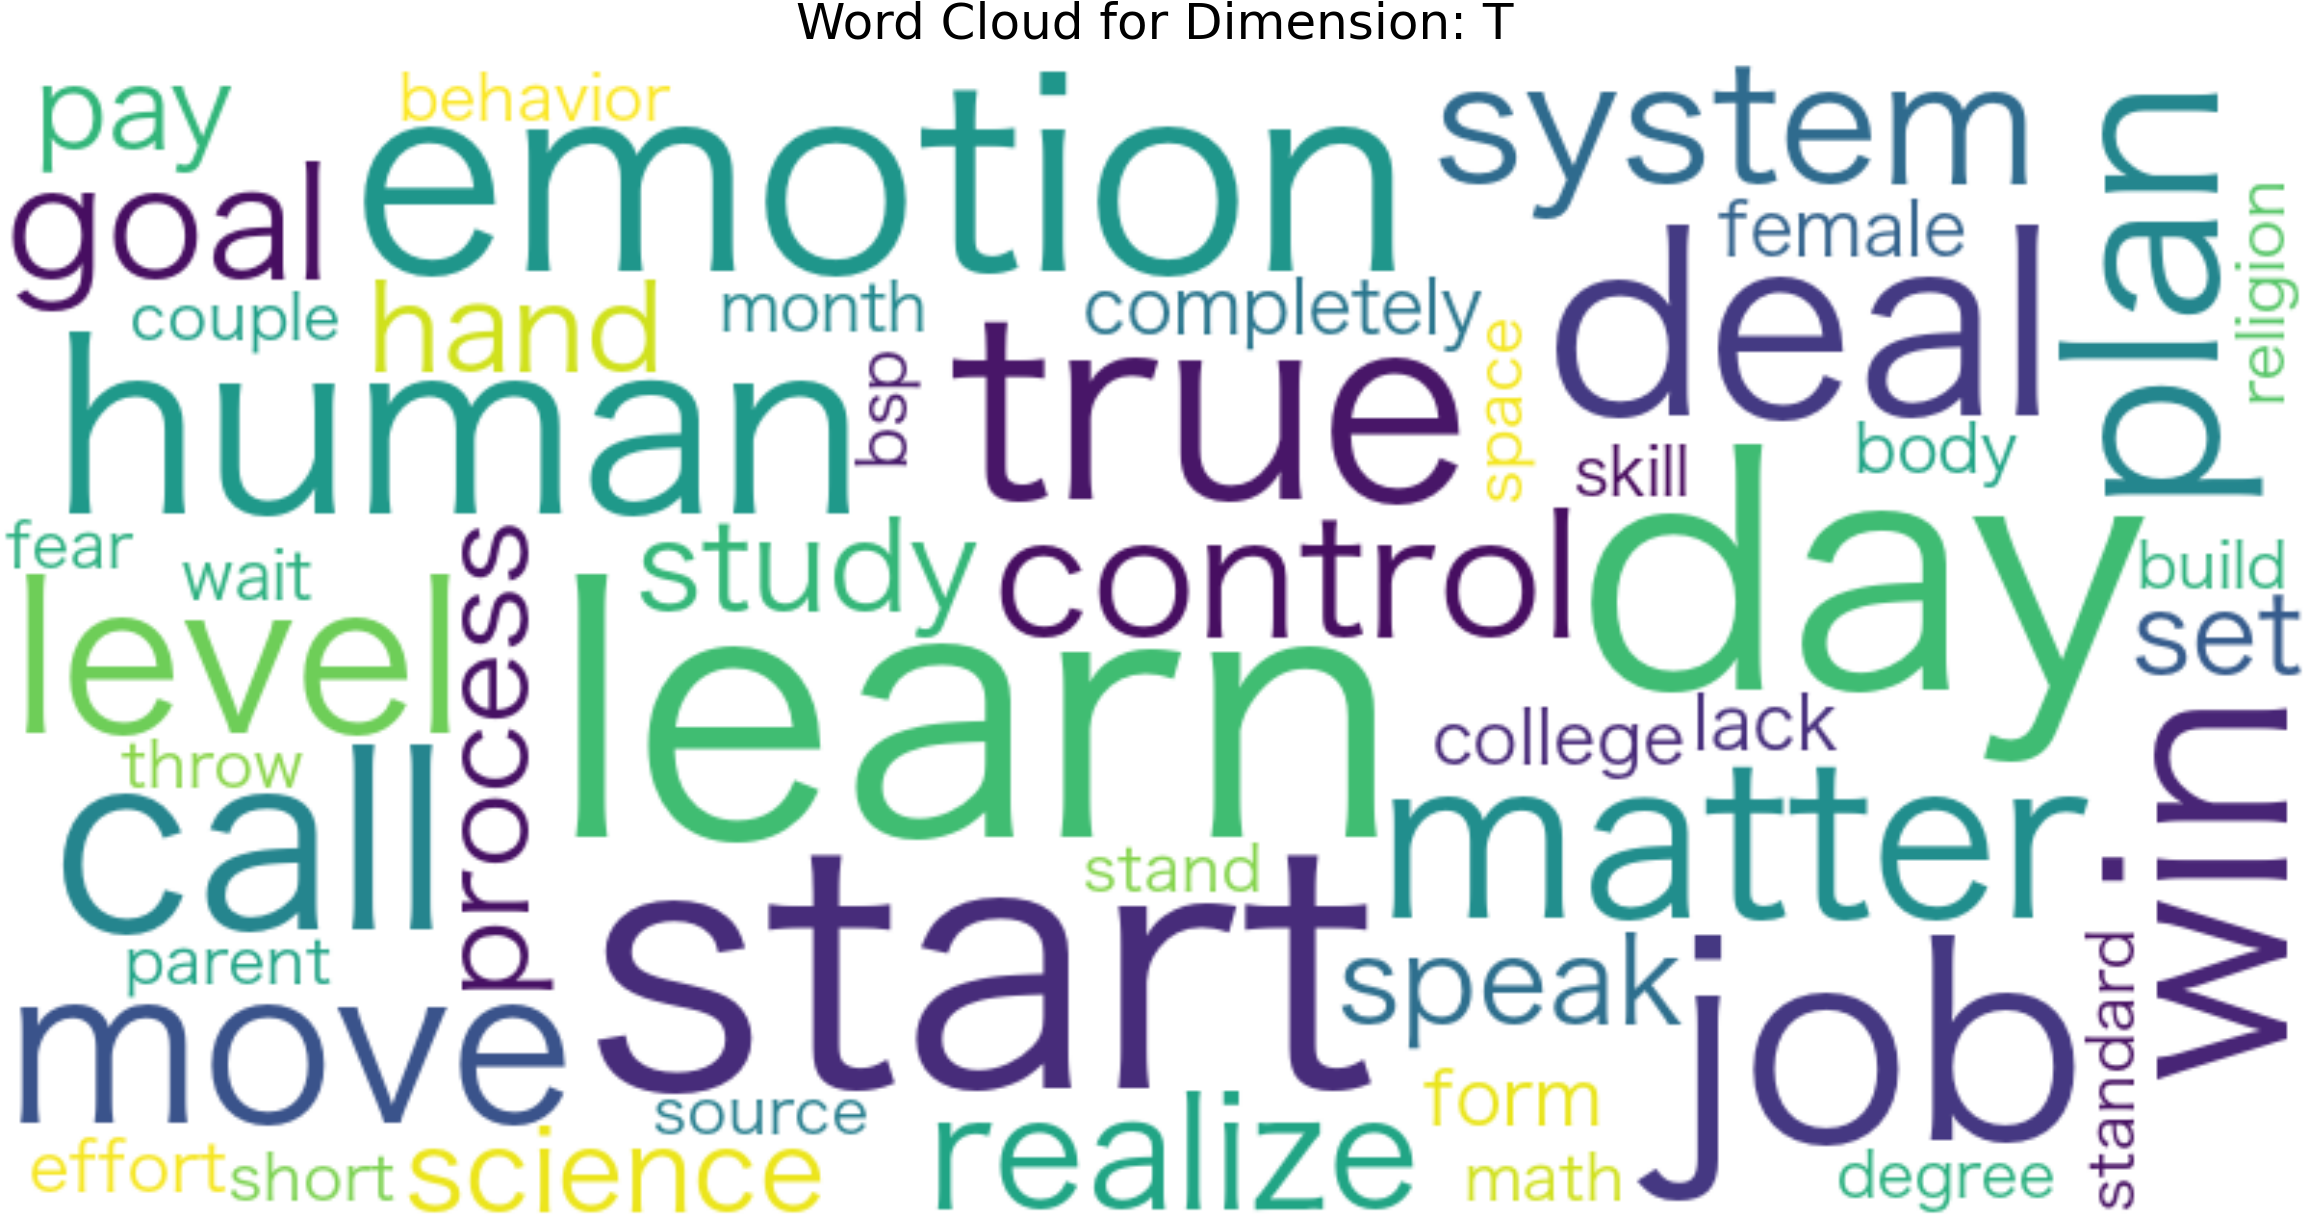 Word Cloud for Dimension: T
pay
behavior
emotion
system
plan
goal
female
religion
couple
hand
month
completely
deal
human
bsp
true
space
skill
body
fear
wait
process
study
control
day
build
level
learn
set
throw
college
lack
win
call
matter
stand
start
parent
speak
job
standard
move
source
realize
form
effort
short
science
math
degree